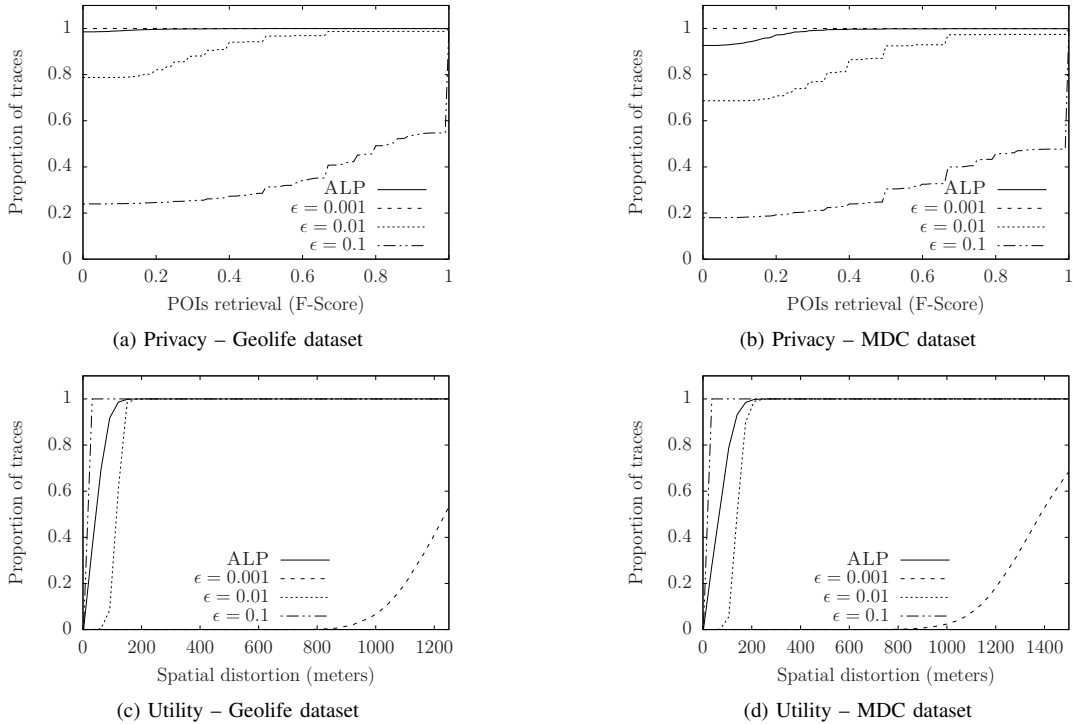 Proportion of traces
1
0.8
0.6
0.4
0.2
0
0 0.2 0.4 0.6 0.8 1
POIs retrieval (F-Score)
ALP
ϵ = 0.001
ϵ = 0.01
ϵ = 0.1
(a) Privacy – Geolife dataset
Proportion of traces
1
0.8
0.6
0.4
0.2
0
0 0.2 0.4 0.6 0.8 1
POIs retrieval (F-Score)
ALP
ϵ = 0.001
ϵ = 0.01
ϵ = 0.1
(b) Privacy – MDC dataset
Proportion of traces
1
0.8
0.6
0.4
0.2
0
0 200 400 600 800 1000 1200
Spatial distortion (meters)
ALP
ϵ = 0.001
ϵ = 0.01
ϵ = 0.1
(c) Utility – Geolife dataset
Proportion of traces
1
0.8
0.6
0.4
0.2
0
0 200 400 600 800 1000 1200 1400
Spatial distortion (meters)
ALP
ϵ = 0.001
ϵ = 0.01
ϵ = 0.1
(d) Utility – MDC dataset